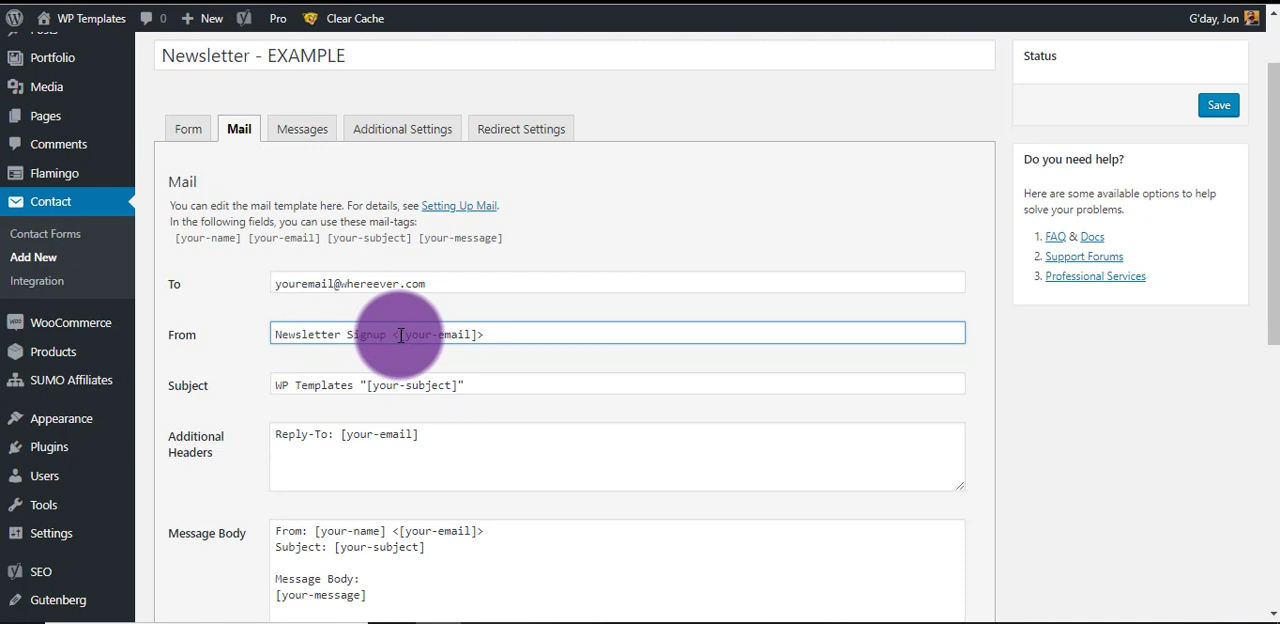 WP Templates 0 New Pro Clear Cache G'day, Jon
Posts
Portfolio
Media
Pages
Comments
Flamingo
Contact
Contact Forms
Add New
Integration
WooCommerce
Products
SUMO Affiliates
Appearance
Plugins
Users
Tools
Settings
SEO
Gutenberg
Newsletter - EXAMPLE
Form Mail Messages Additional Settings Redirect Settings
Mail
You can edit the mail template here. For details, see Setting Up Mail.
In the following fields, you can use these mail-tags:
[your-name] [your-email] [your-subject] [your-message]
To youremail@whereever.com
From Newsletter Signup <[your-email]>
Subject WP Templates "[your-subject]"
Additional Headers
Reply-To: [your-email]
Message Body
From: [your-name] <[your-email]>
Subject: [your-subject]
Message Body:
[your-message]
Status
Save
Do you need help?
Here are some available options to help
solve your problems.
1. FAQ & Docs
2. Support Forums
3. Professional Services